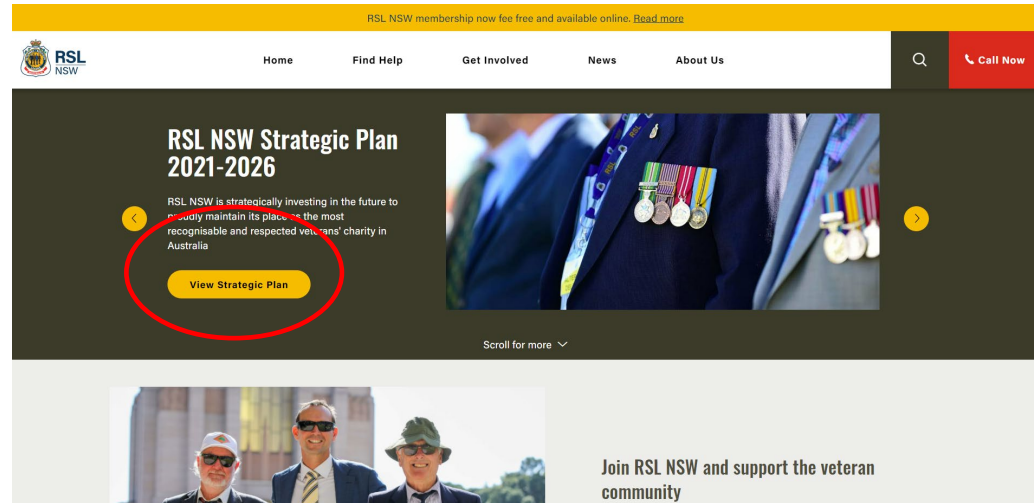 RSL NSW membership now fee free and available online. Read more
RSL
NSW
Home Find Help Get Involved News About Us Call Now
RSL NSW Strategic Plan
2021-2026
RSL NSW is strategically investing in the future to
proudly maintain its place as the most
recognisable and respected veterans' charity in
Australia
View Strategic Plan
Scroll for more
Join RSL NSW and support the veteran
community